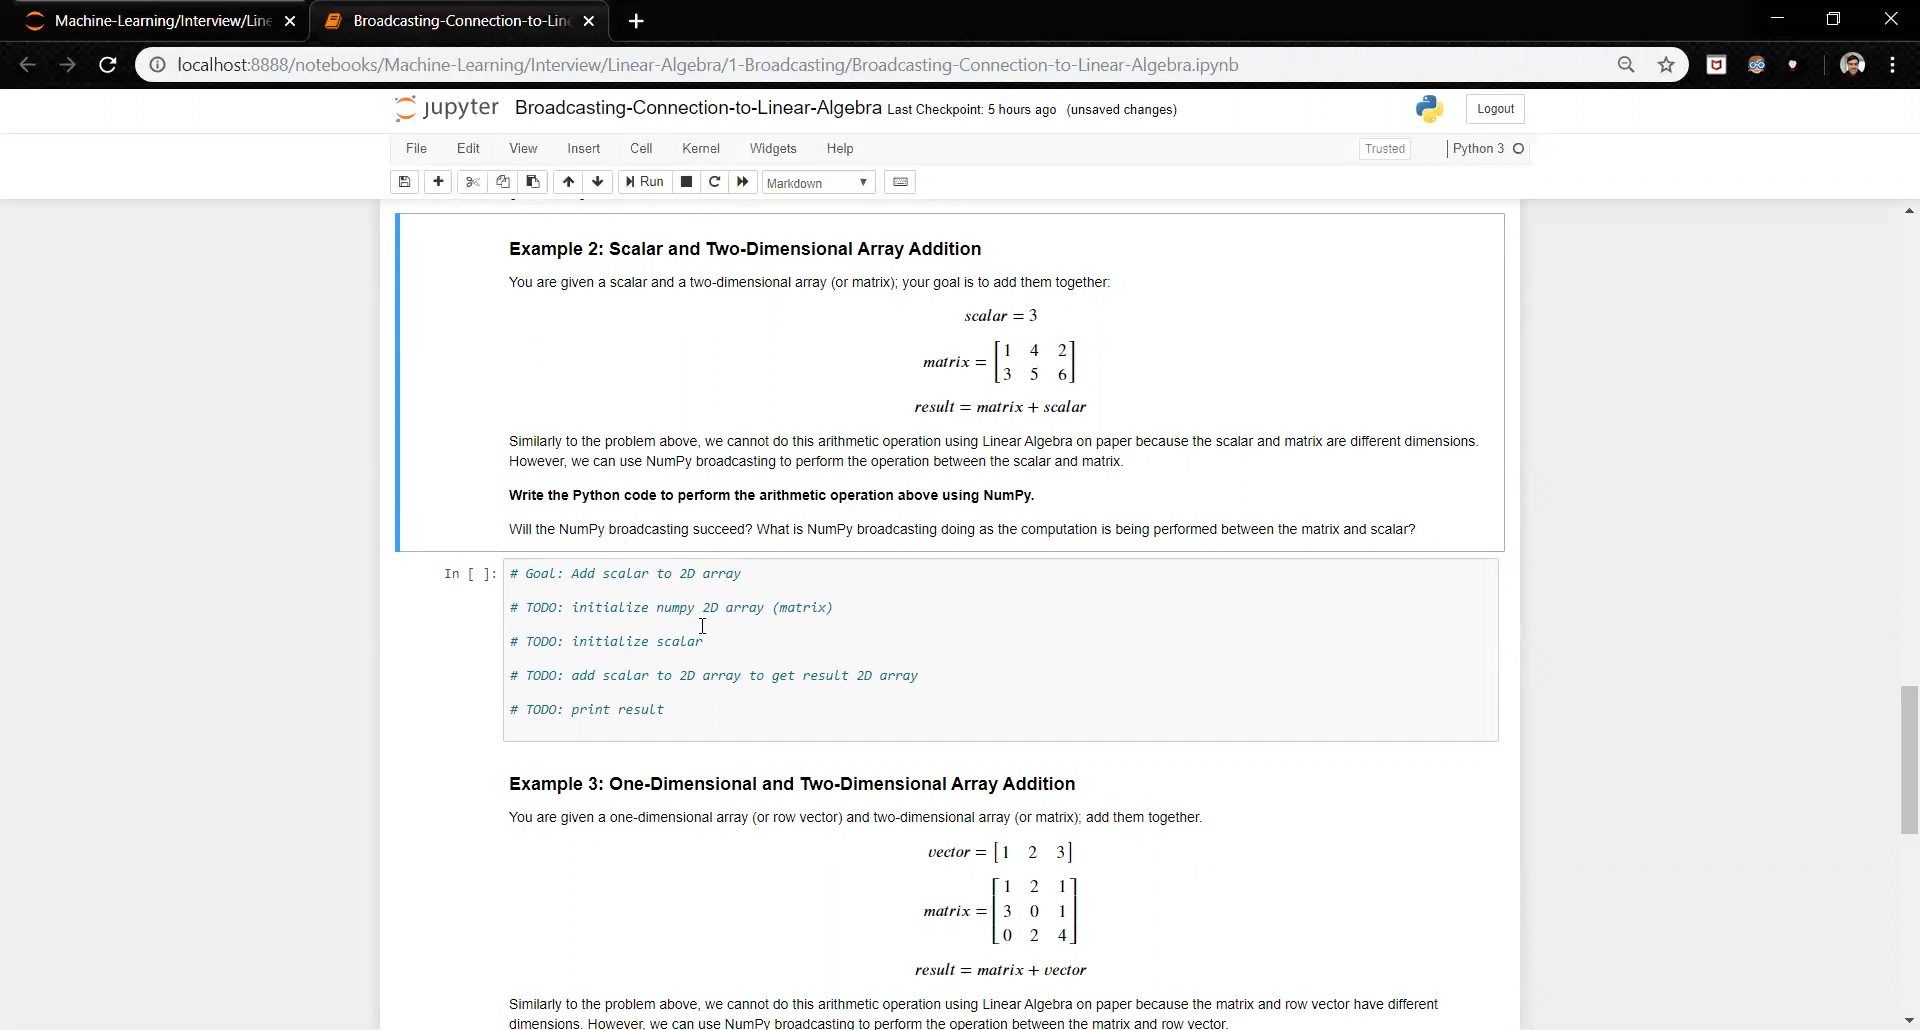 Machine-Learning/Interview/Line
Broadcasting-Connection-to-Lin
localhost:8888/notebooks/Machine-Learning/Interview/Linear-Algebra/1-Broadcasting/Broadcasting-Connection-to-Linear-Algebra.ipynb
jupyter Broadcasting-Connection-to-Linear-Algebra Last Checkpoint: 5 hours ago (unsaved changes)
Logout
File Edit View Insert Cell Kernel Widgets Help
Trusted
Python 3
Run
Markdown
Example 2: Scalar and Two-Dimensional Array Addition
You are given a scalar and a two-dimensional array (or matrix); your goal is to add them together:
scalar = 3
matrix = [1 4 2
3 5 6]
result = matrix + scalar
Similarly to the problem above, we cannot do this arithmetic operation using Linear Algebra on paper because the scalar and matrix are different dimensions.
However, we can use NumPy broadcasting to perform the operation between the scalar and matrix.
Write the Python code to perform the arithmetic operation above using NumPy.
Will the NumPy broadcasting succeed? What is NumPy broadcasting doing as the computation is being performed between the matrix and scalar?
In [ ]: # Goal: Add scalar to 2D array
# TODO: initialize numpy 2D array (matrix)
# TODO: initialize scalar
# TODO: add scalar to 2D array to get result 2D array
# TODO: print result
Example 3: One-Dimensional and Two-Dimensional Array Addition
You are given a one-dimensional array (or row vector) and two-dimensional array (or matrix); add them together.
vector = [1 2 3]
matrix = [1 2 1
3 0 1
0 2 4]
result = matrix + vector
Similarly to the problem above, we cannot do this arithmetic operation using Linear Algebra on paper because the matrix and row vector have different
dimensions. However, we can use NumPy broadcasting to perform the operation between the matrix and row vector.